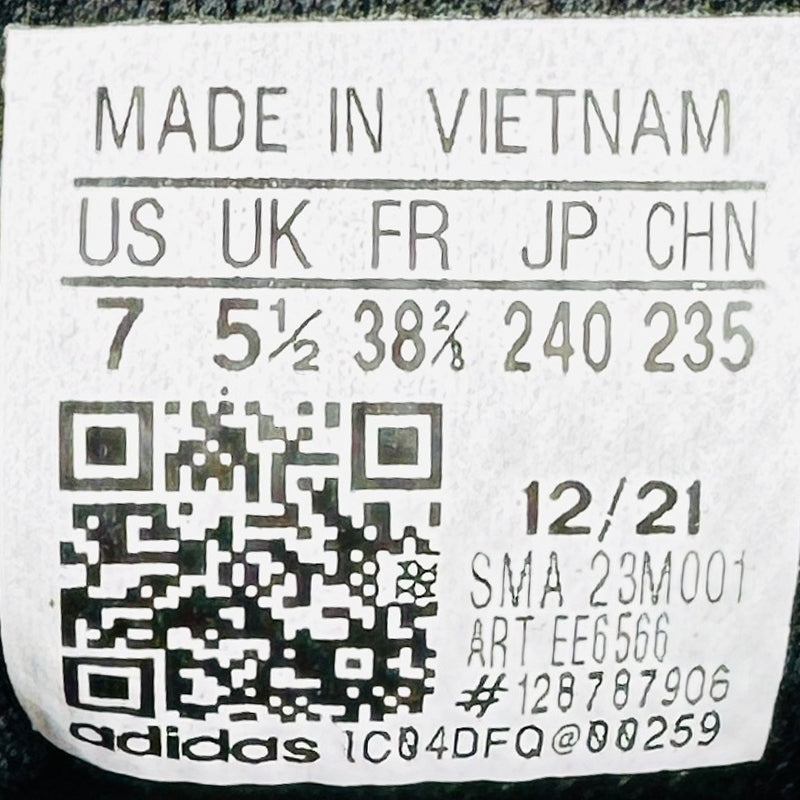 MADE IN VIETNAM
US UK FR JP CHN
7 5½ 38⅔ 240 235
12/21
SMA 23M001
ART EE6566
#128787906
adidas 1C04DFQ@00259